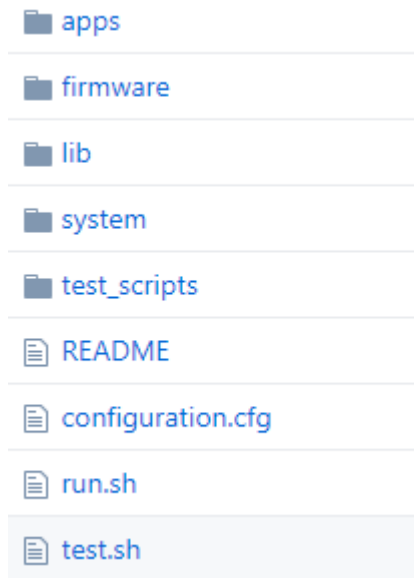 apps
firmware
lib
system
test_scripts
README
configuration.cfg
run.sh
test.sh